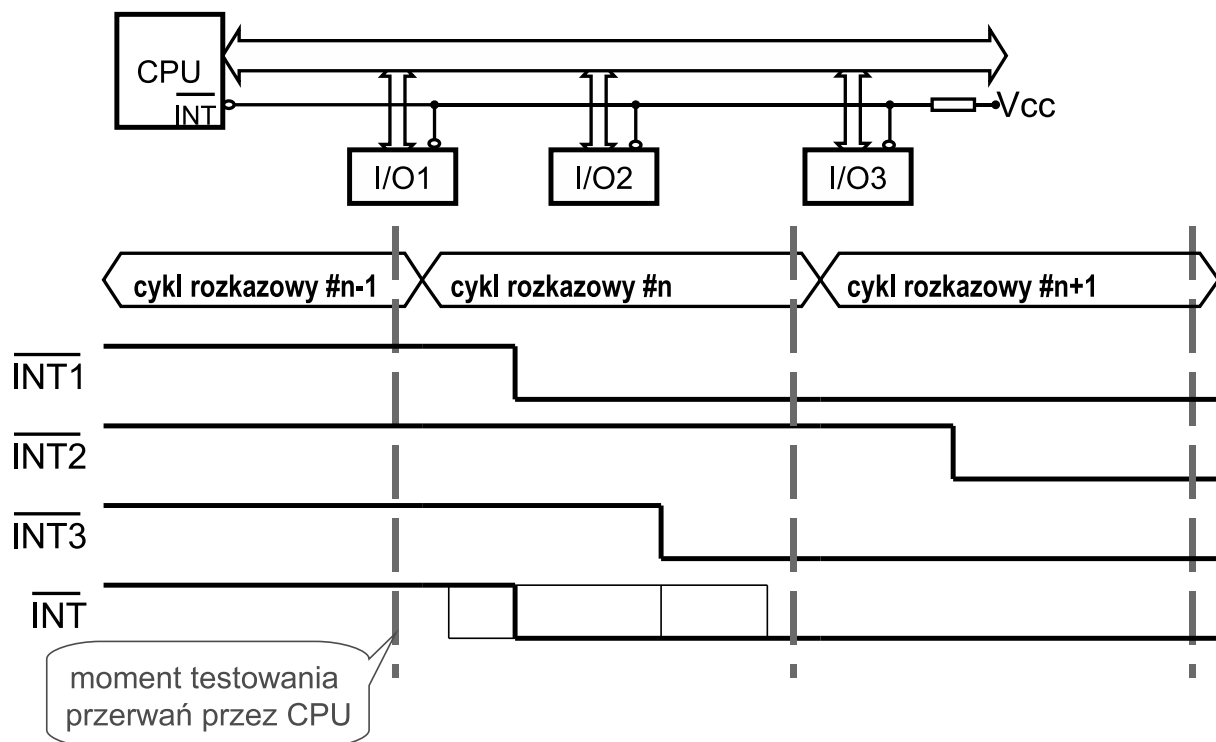 CPU
INT
Vcc
I/O1
I/O2
I/O3
cykl rozkazowy #n-1
cykl rozkazowy #n
cykl rozkazowy #n+1
INT1
INT2
INT3
INT
moment testowania
przerwań przez CPU